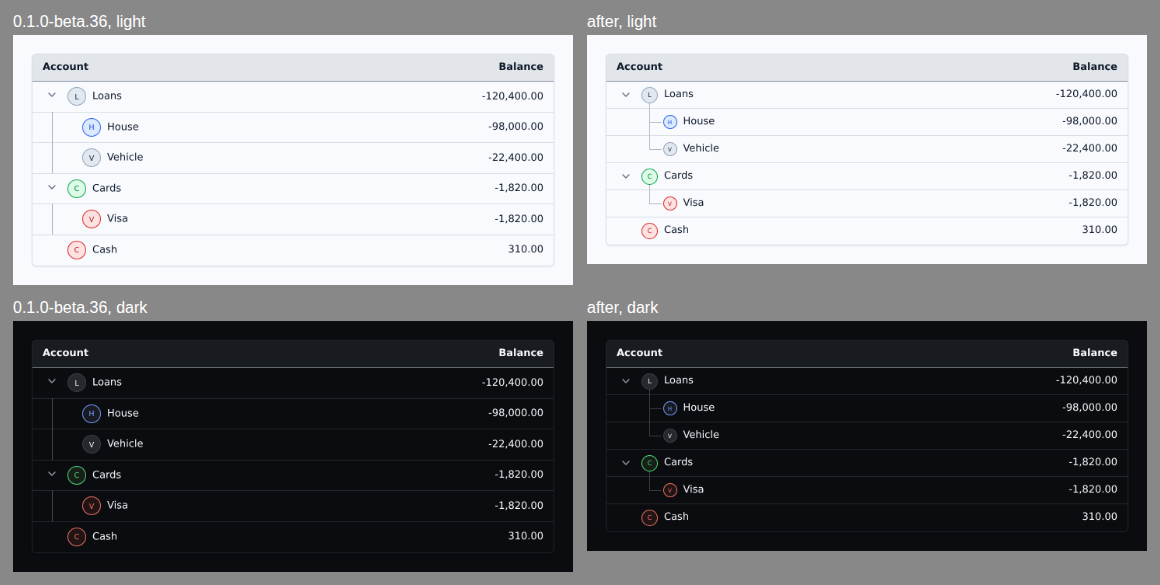 0.1.0-beta.36, light
Account Balance
L Loans -120,400.00
H House -98,000.00
V Vehicle -22,400.00
C Cards -1,820.00
V Visa -1,820.00
C Cash 310.00
after, light
Account Balance
L Loans -120,400.00
H House -98,000.00
V Vehicle -22,400.00
C Cards -1,820.00
V Visa -1,820.00
C Cash 310.00
0.1.0-beta.36, dark
Account Balance
L Loans -120,400.00
H House -98,000.00
V Vehicle -22,400.00
C Cards -1,820.00
V Visa -1,820.00
C Cash 310.00
after, dark
Account Balance
L Loans -120,400.00
H House -98,000.00
V Vehicle -22,400.00
C Cards -1,820.00
V Visa -1,820.00
C Cash 310.00